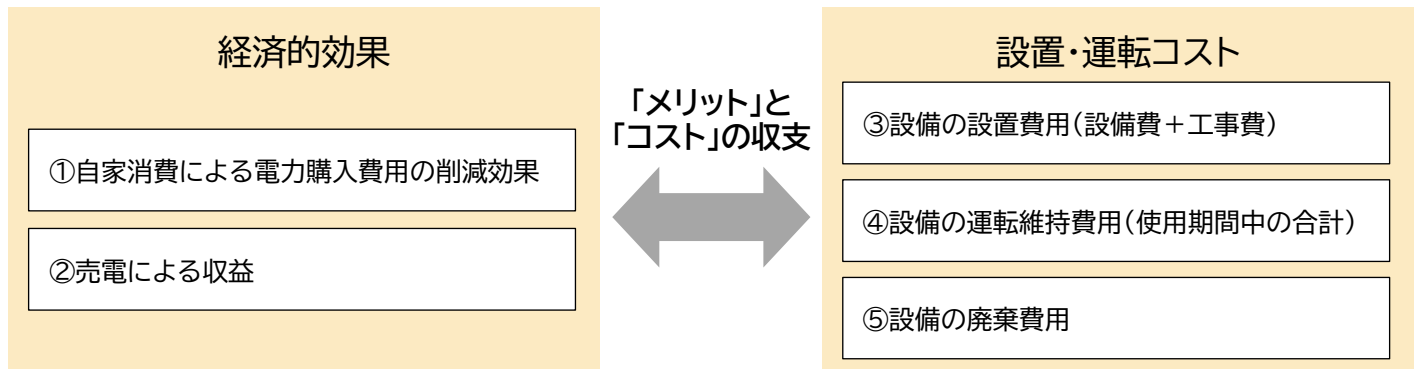 経済的効果
①自家消費による電力購入費用の削減効果
②売電による収益
「メリット」と
「コスト」の収支
設置・運転コスト
③設備の設置費用(設備費+工事費)
④設備の運転維持費用(使用期間中の合計)
⑤設備の廃棄費用